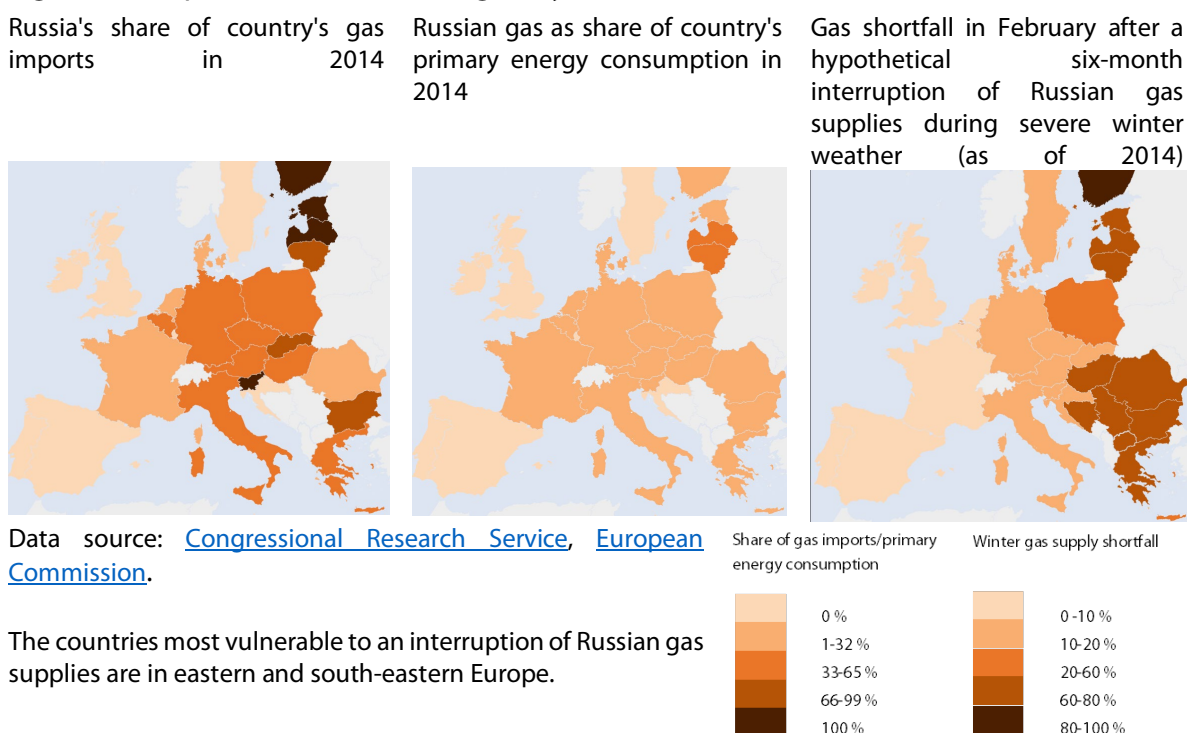 Russia's share of country's gas
imports in 2014
Russian gas as share of country's
primary energy consumption in
2014
Gas shortfall in February after a
hypothetical six-month
interruption of Russian gas
supplies during severe winter
weather (as of 2014)
Data source: Congressional Research Service, European
Commission.
The countries most vulnerable to an interruption of Russian gas
supplies are in eastern and south-eastern Europe.
Share of gas imports/primary
energy consumption
0 %
1-32 %
33-65 %
66-99 %
100 %
Winter gas supply shortfall
0 -10 %
10-20 %
20-60 %
60-80 %
80-100 %